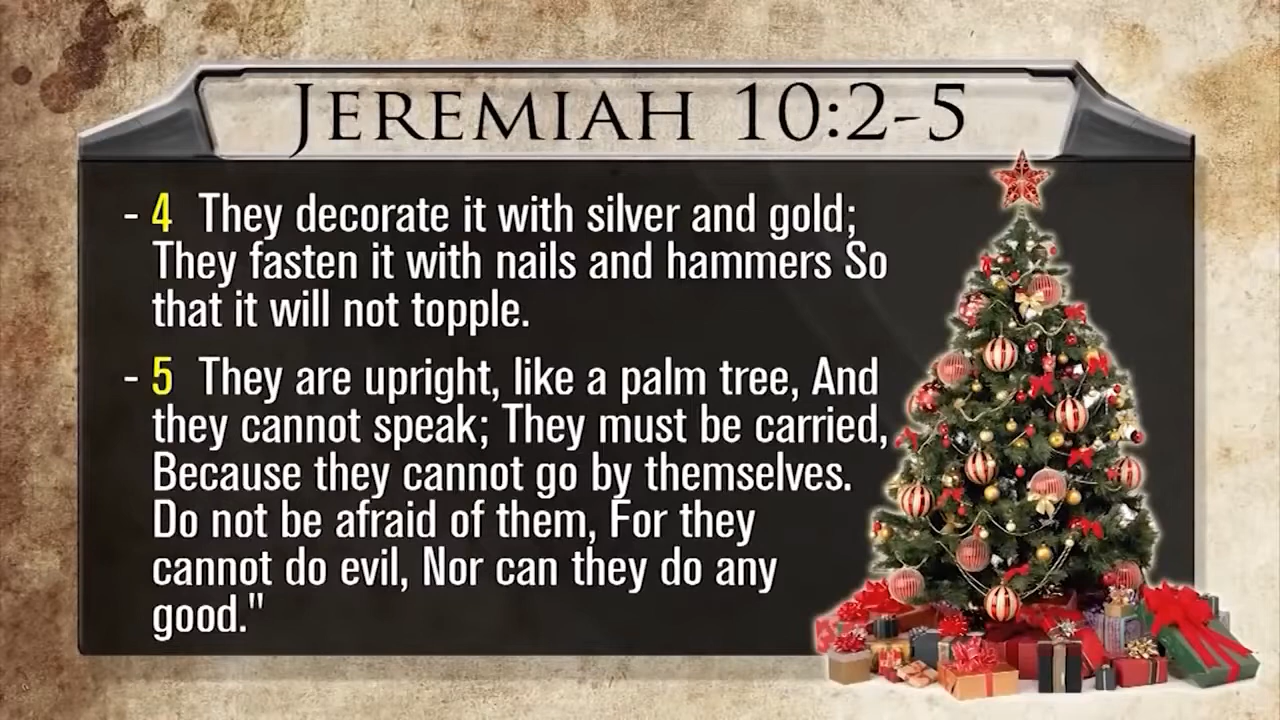 JEREMIAH 10:2-5
- 4 They decorate it with silver and gold;
They fasten it with nails and hammers So
that it will not topple.
- 5 They are upright, like a palm tree, And
they cannot speak; They must be carried,
Because they cannot go by themselves.
Do not be afraid of them, For they
cannot do evil, Nor can they do any
good."